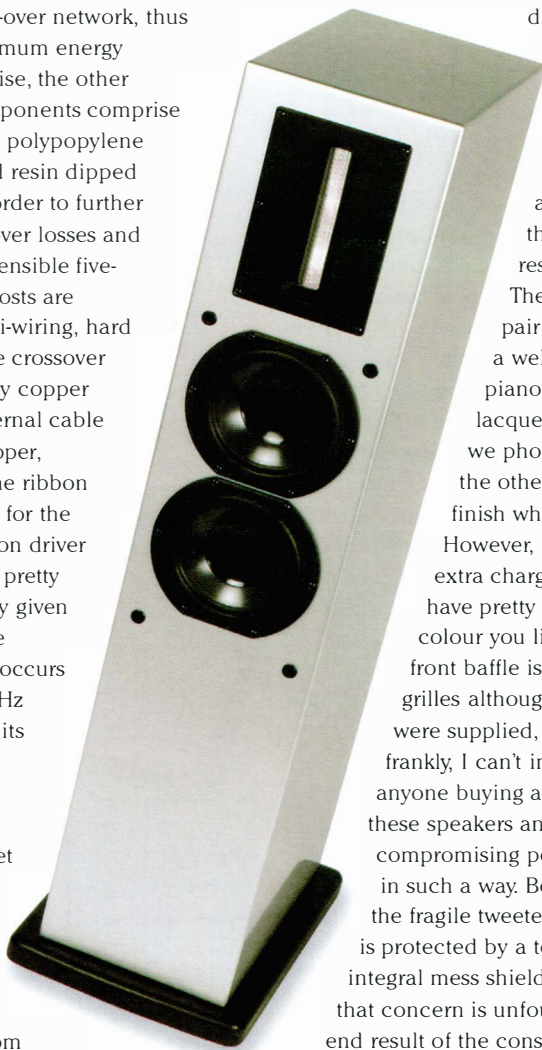 -over network, thus
mum energy
ise, the other
ponents comprise
polypopylene
d resin dipped
order to further
over losses and
ensible five-
osts are
i-wiring, hard
e crossover
y copper
ernal cable
pper,
ne ribbon
for the
on driver
pretty
y given
e
occurs
Hz
its
et
om
d
a
th
res
The
pair
a wel
piano
lacque
we pho
the othe
finish wh
However,
extra charg
have pretty
colour you li
front baffle is
grilles althoug
were supplied,
frankly, I can't in
anyone buying a
these speakers an
compromising pe
in such a way. Be
the fragile tweete
is protected by a to
integral mess shield
that concern is unfou
end result of the cons